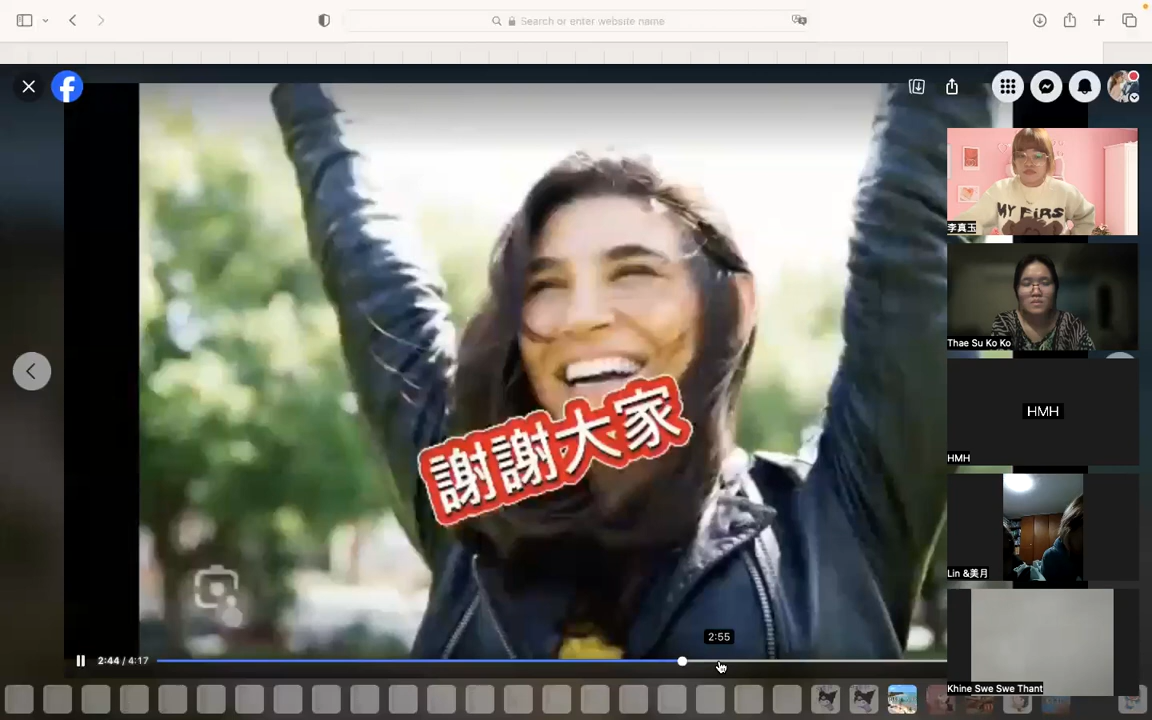 Search or enter website name
李真玉
MY FIRS
Thae Su Ko Ko
HMH
HMH
謝謝大家
Lin &美月
2:55
2:44 / 4:17
Khine Swe Swe Thant